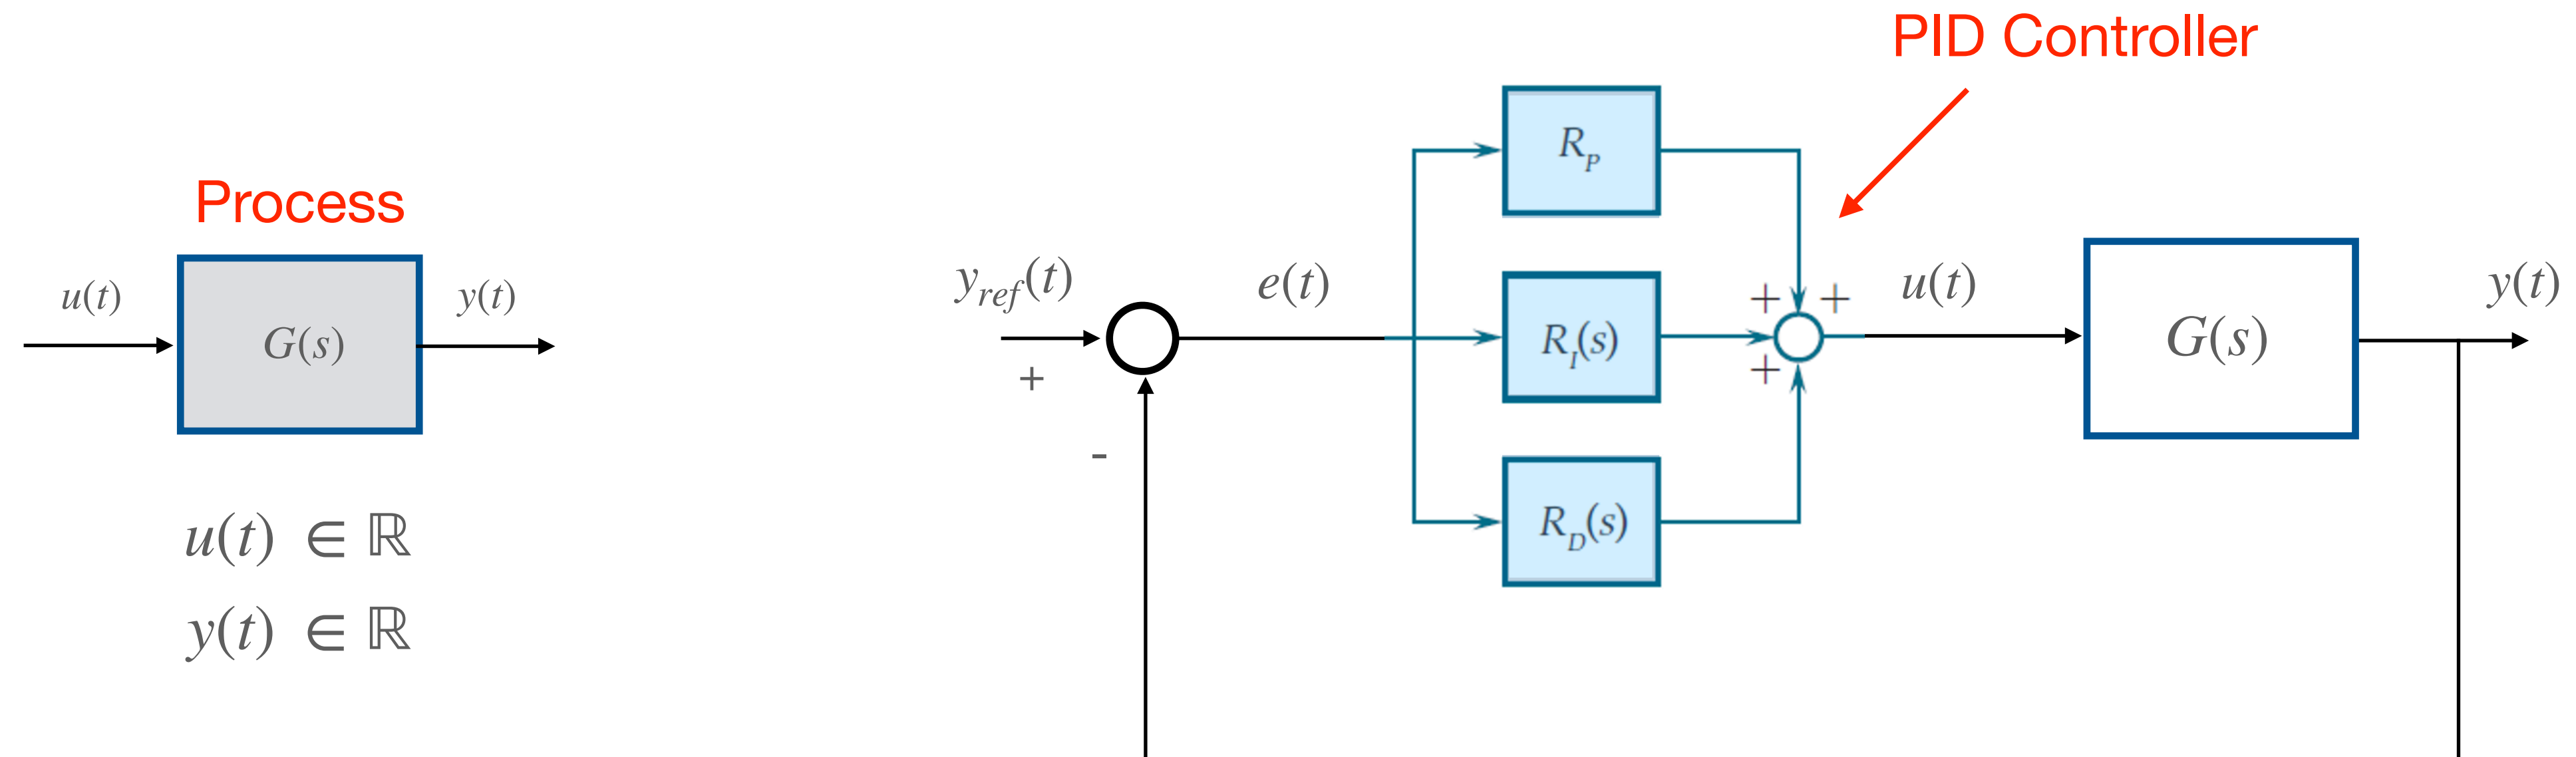 PID Controller
Process
u(t)
G(s)
y(t)
u(t) ∈ ℝ
y(t) ∈ ℝ
y_ref(t)
+
-
e(t)
R_P
R_I(s)
R_D(s)
+ +
+
u(t)
G(s)
y(t)